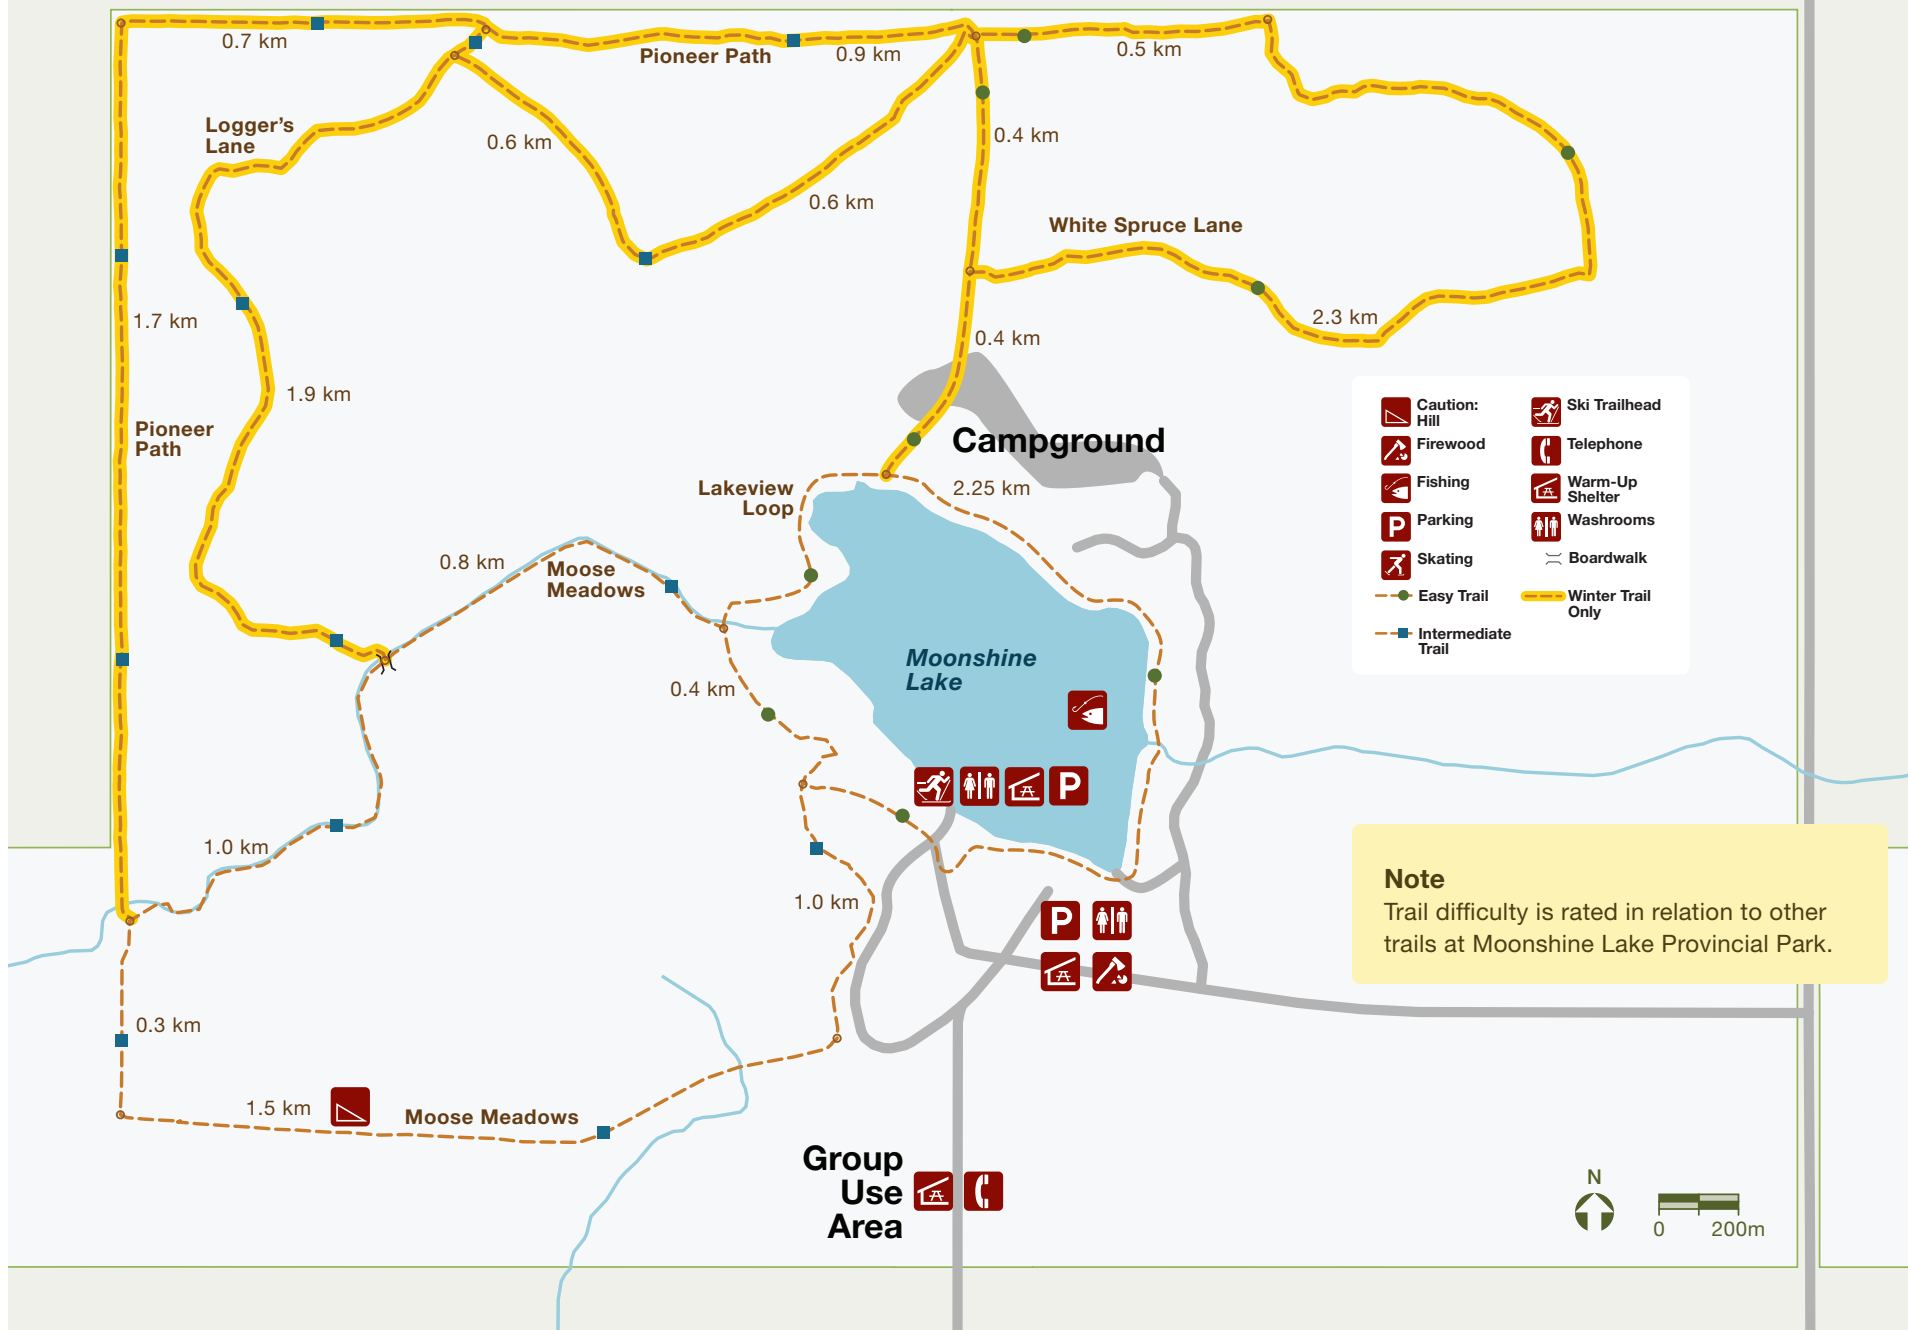 0.7 km
Pioneer Path
0.9 km
0.5 km
Logger's
Lane
0.6 km
0.4 km
0.6 km
White Spruce Lane
1.7 km
2.3 km
0.4 km
1.9 km
Pioneer
Path
Campground
Lakeview
Loop
2.25 km
0.8 km
Moose
Meadows
Moonshine
Lake
0.4 km
1.0 km
1.0 km
0.3 km
1.5 km
Moose Meadows
P
P
Group
Use
Area
Caution:
Hill
Firewood
Fishing
P
Parking
Skating
Easy Trail
Intermediate
Trail
Ski Trailhead
Telephone
Warm-Up
Shelter
Washrooms
Boardwalk
Winter Trail
Only
Note
Trail difficulty is rated in relation to other
trails at Moonshine Lake Provincial Park.
N
0 200m